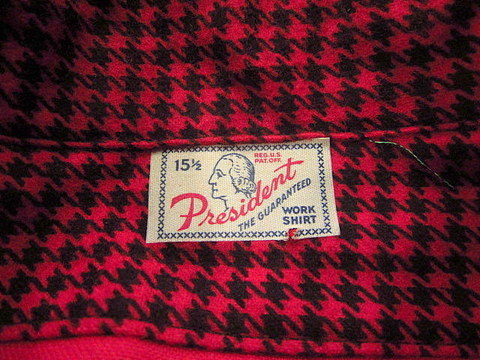 15½
REG. U.S.
PAT. OFF.
President
THE GUARANTEED
WORK
SHIRT